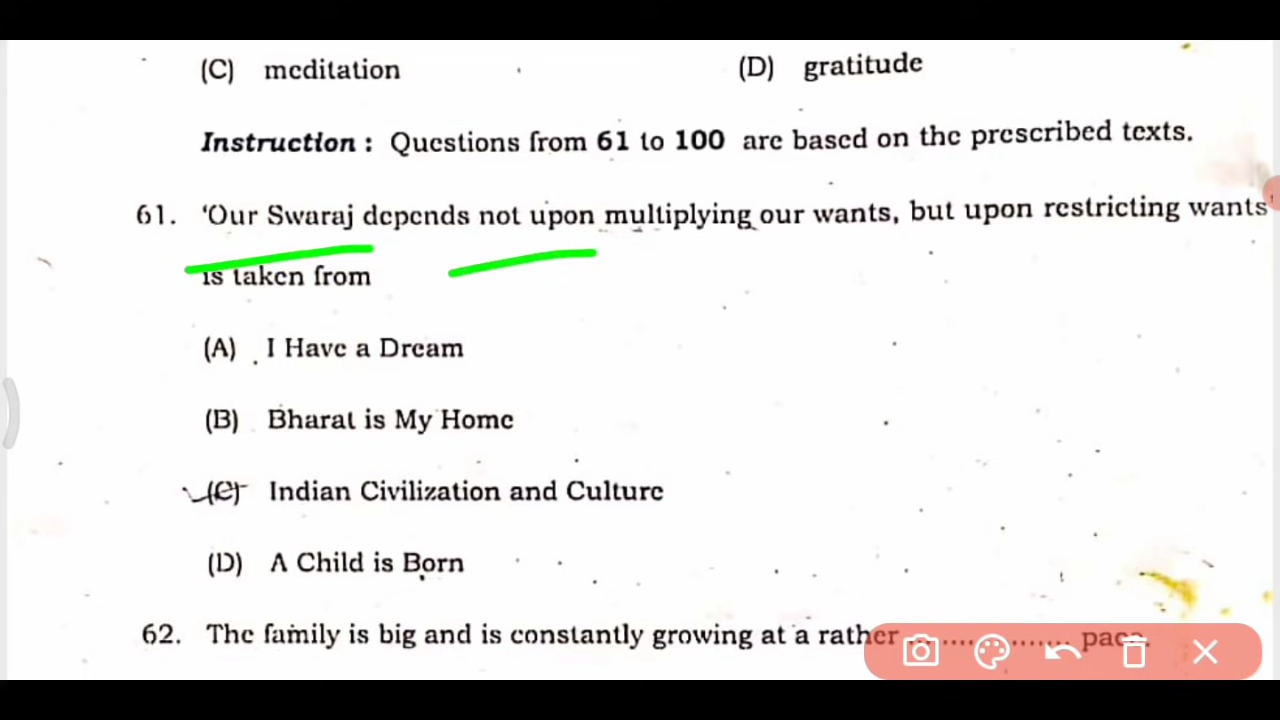 (C) meditation (D) gratitude
Instruction : Questions from 61 to 100 are based on the prescribed texts.
61. 'Our Swaraj depends not upon multiplying our wants, but upon restricting wants'
is taken from
(A) I Have a Dream
(B) Bharat is My Home
(C) Indian Civilization and Culture
(D) A Child is Born
62. The family is big and is constantly growing at a rather ................ pace.